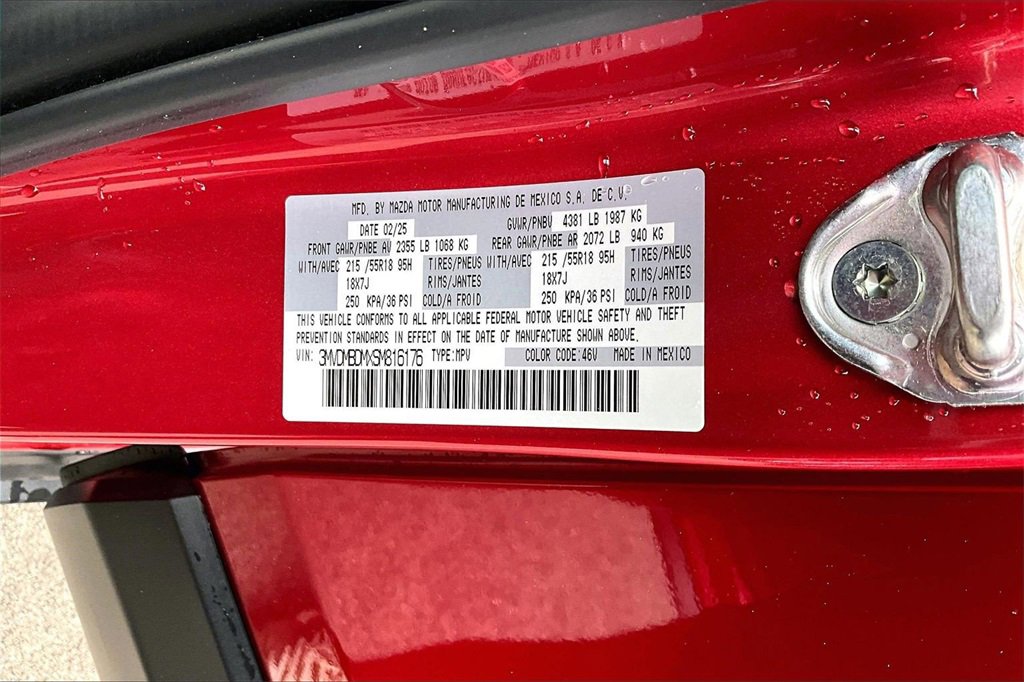 MFD. BY MAZDA MOTOR MANUFACTURING DE MEXICO S.A. DE C.V.
DATE 02/25 GVWR/PNBV 4381 LB 1987 KG
FRONT GAWR/PNBE AV 2355 LB 1068 KG REAR GAWR/PNBE AR 2072 LB 940 KG
WITH/AVEC 215 /55R18 95H TIRES/PNEUS WITH/AVEC 215 /55R18 95H TIRES/PNEUS
18X7J RIMS/JANTES 18X7J RIMS/JANTES
250 KPA/36 PSI COLD/A FROID 250 KPA/36 PSI COLD/A FROID
THIS VEHICLE CONFORMS TO ALL APPLICABLE FEDERAL MOTOR VEHICLE SAFETY AND THEFT
PREVENTION STANDARDS IN EFFECT ON THE DATE OF MANUFACTURE SHOWN ABOVE.
VIN: 3MVDMBDMXSM816176 TYPE:MPV COLOR CODE:46V MADE IN MEXICO